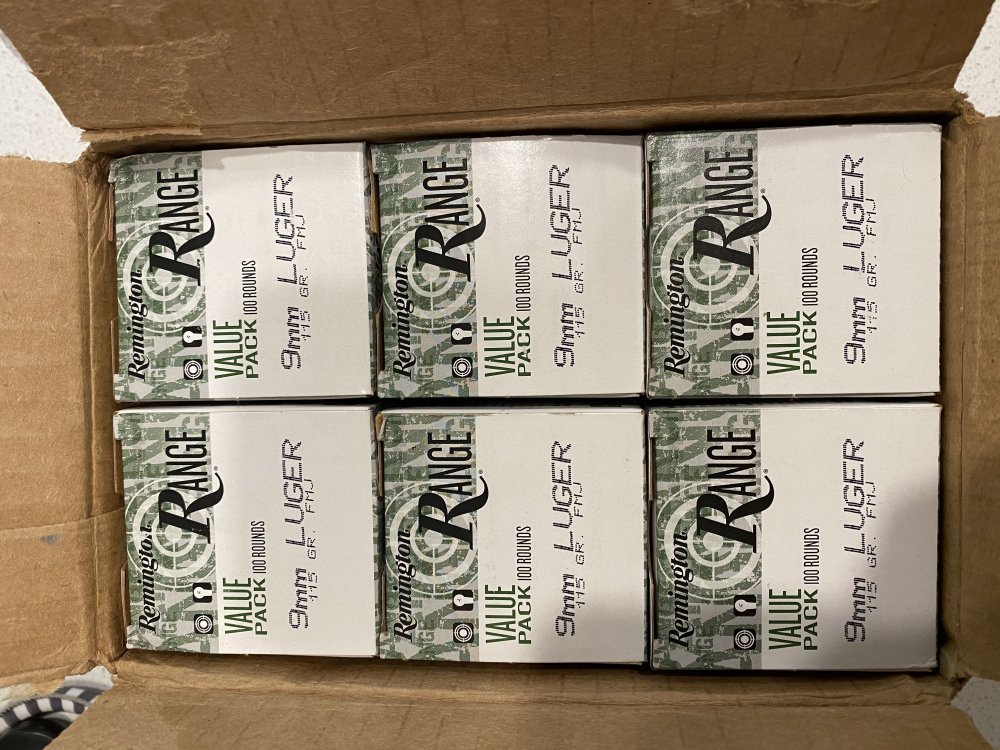 Remington
RANGE®
VALUE
PACK 100 ROUNDS
9mm LUGER
115 GR. FMJ
Remington
RANGE®
VALUE
PACK 100 ROUNDS
9mm LUGER
115 GR. FMJ
Remington
RANGE®
VALUE
PACK 100 ROUNDS
9mm LUGER
115 GR. FMJ
Remington
RANGE®
VALUE
PACK 100 ROUNDS
9mm LUGER
115 GR. FMJ
Remington
RANGE®
VALUE
PACK 100 ROUNDS
9mm LUGER
115 GR. FMJ
Remington
RANGE®
VALUE
PACK 100 ROUNDS
9mm LUGER
115 GR. FMJ